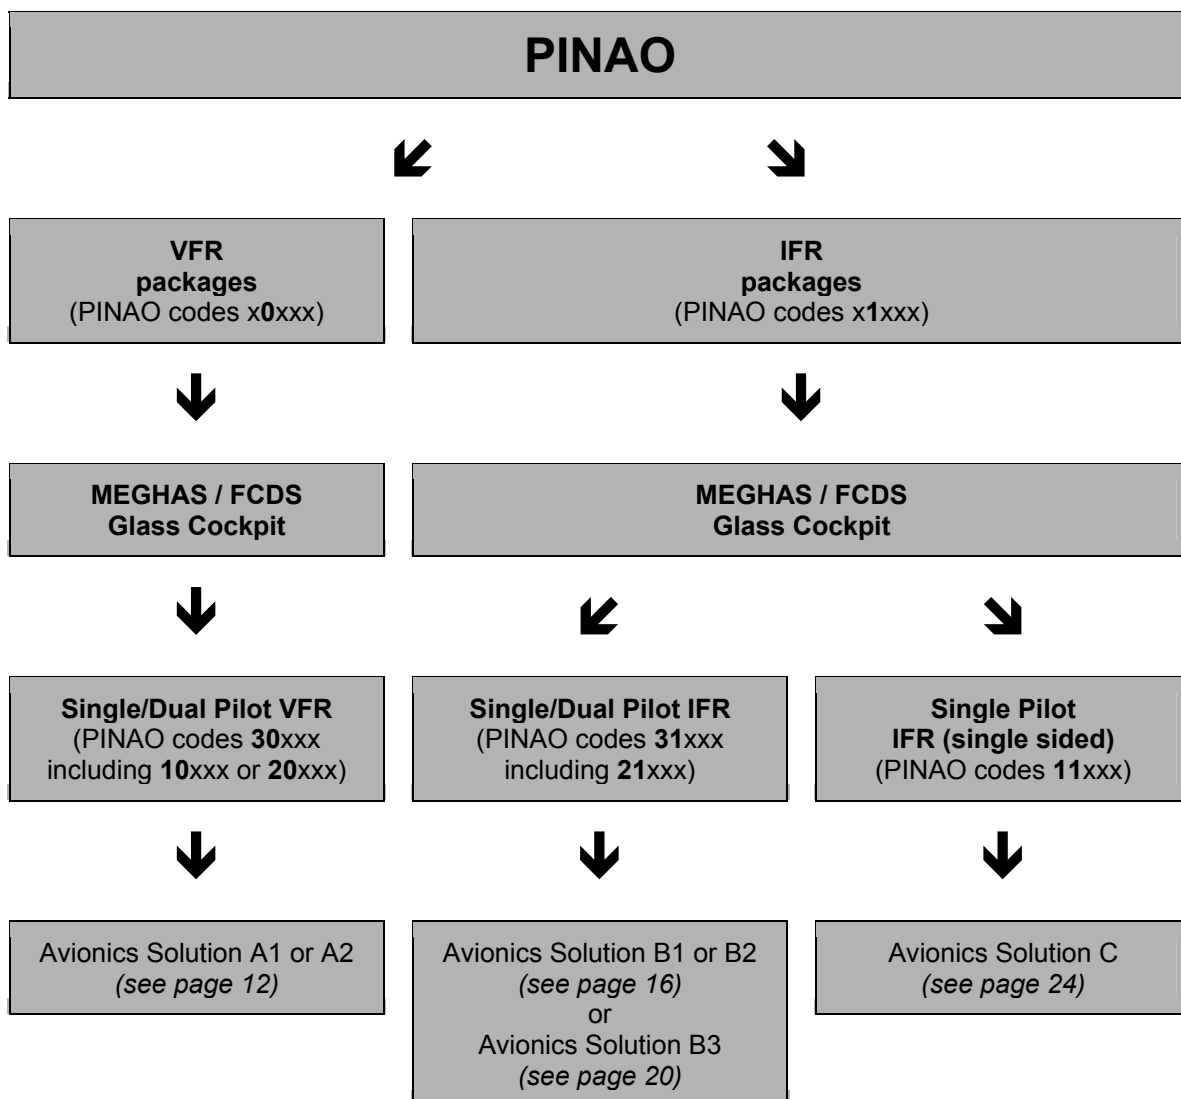 PINAO
VFR
packages
(PINAO codes x0xxx)
IFR
packages
(PINAO codes x1xxx)
MEGHAS / FCDS
Glass Cockpit
MEGHAS / FCDS
Glass Cockpit
Single/Dual Pilot VFR
(PINAO codes 30xxx
including 10xxx or 20xxx)
Single/Dual Pilot IFR
(PINAO codes 31xxx
including 21xxx)
Single Pilot
IFR (single sided)
(PINAO codes 11xxx)
Avionics Solution A1 or A2
(see page 12)
Avionics Solution B1 or B2
(see page 16)
or
Avionics Solution B3
(see page 20)
Avionics Solution C
(see page 24)